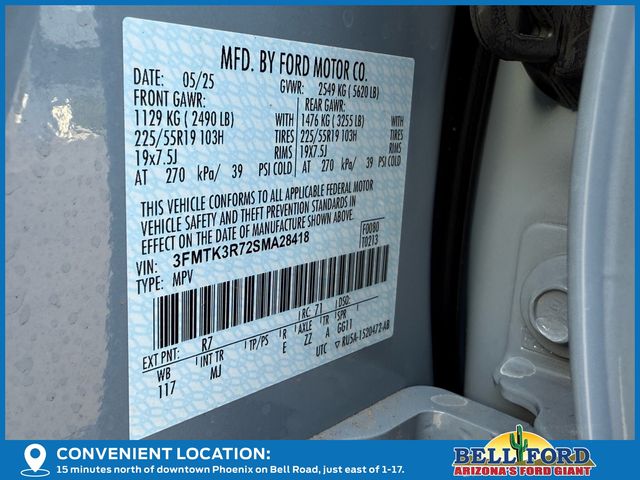 MFD. BY FORD MOTOR CO.
DATE: 05/25 GVWR: 2549 KG ( 5620 LB)
FRONT GAWR: REAR GAWR:
1129 KG ( 2490 LB) WITH 1476 KG ( 3255 LB) WITH
225/55R19 103H TIRES 225/55R19 103H TIRES
19x7.5J RIMS 19x7.5J RIMS
AT 270 kPa/ 39 PSI COLD AT 270 kPa/ 39 PSI COLD
THIS VEHICLE CONFORMS TO ALL APPLICABLE FEDERAL MOTOR
VEHICLE SAFETY AND THEFT PREVENTION STANDARDS IN
EFFECT ON THE DATE OF MANUFACTURE SHOWN ABOVE.
VIN: 3FMTK3R72SMA28418 F0080
TYPE: MPV T0213
RC: 71 DSO:
EXT PNT: R7 R AXLE TR SPR
WB INT TR TP/PS E ZZ A GG11
117 MJ UTC ▽ RU5A-1520472-AB
CONVENIENT LOCATION:
15 minutes north of downtown Phoenix on Bell Road, just east of 1-17.
BELL FORD
ARIZONA'S FORD GIANT